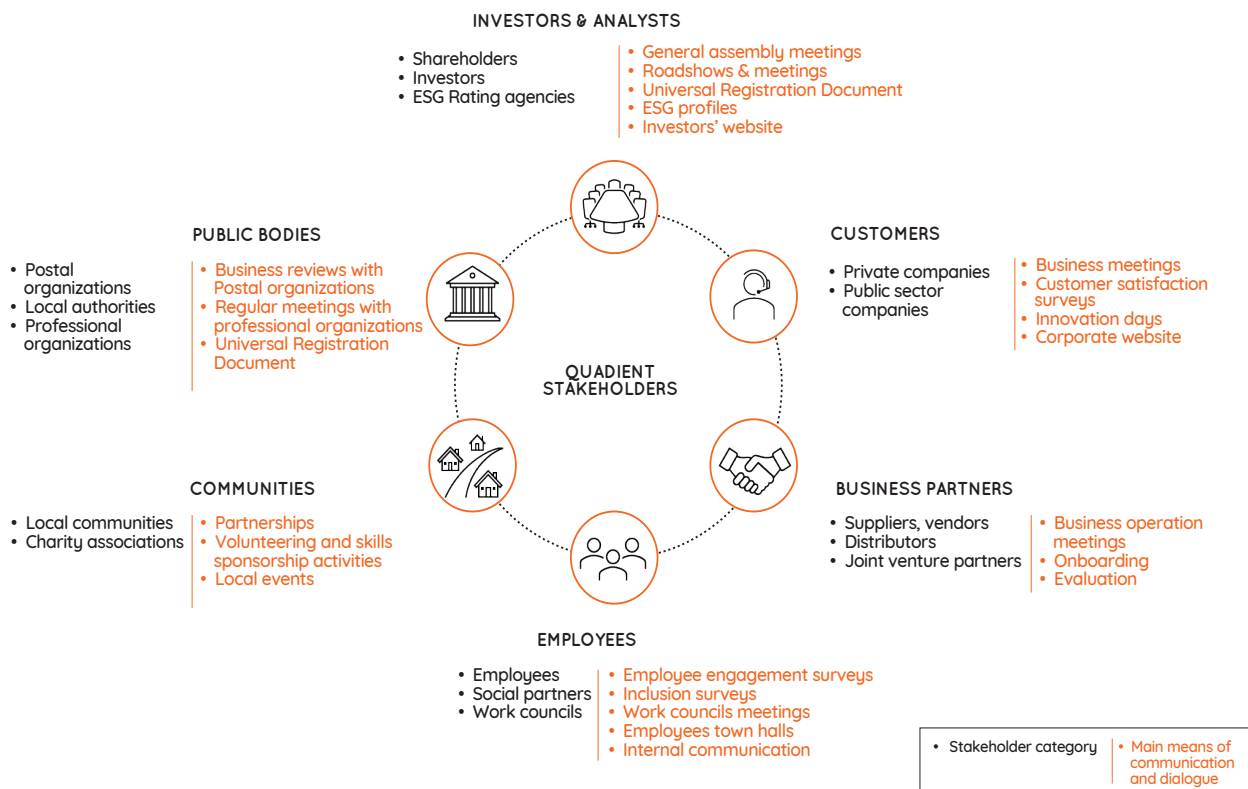 INVESTORS & ANALYSTS
• Shareholders
• Investors
• ESG Rating agencies
• General assembly meetings
• Roadshows & meetings
• Universal Registration Document
• ESG profiles
• Investors’ website
PUBLIC BODIES
• Postal
organizations
• Local authorities
• Professional
organizations
• Business reviews with
Postal organizations
• Regular meetings with
professional organizations
• Universal Registration
Document
CUSTOMERS
• Private companies
• Public sector
companies
• Business meetings
• Customer satisfaction
surveys
• Innovation days
• Corporate website
QUADIENT
STAKEHOLDERS
COMMUNITIES
• Local communities
• Charity associations
• Partnerships
• Volunteering and skills
sponsorship activities
• Local events
BUSINESS PARTNERS
• Suppliers, vendors
• Distributors
• Joint venture partners
• Business operation
meetings
• Onboarding
• Evaluation
EMPLOYEES
• Employees
• Social partners
• Work councils
• Employee engagement surveys
• Inclusion surveys
• Work councils meetings
• Employees town halls
• Internal communication
• Stakeholder category
• Main means of
communication
and dialogue